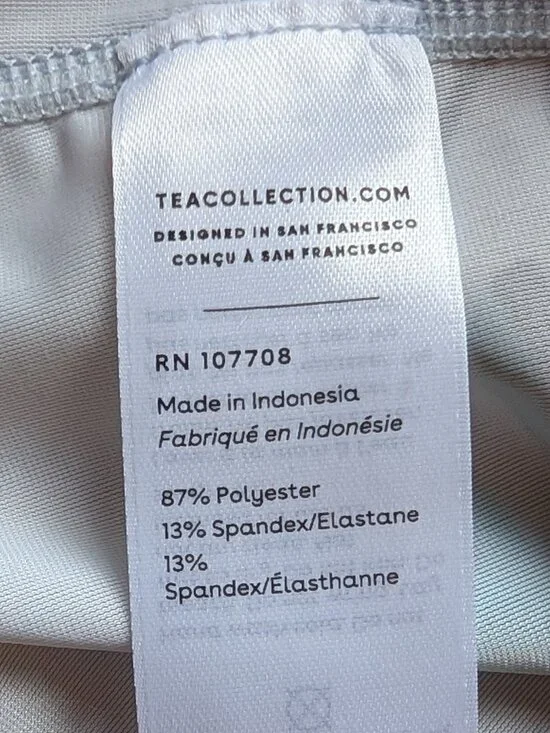 TEACOLLECTION.COM
DESIGNED IN SAN FRANCISCO
CONÇU À SAN FRANCISCO
RN 107708
Made in Indonesia
Fabriqué en Indonésie
87% Polyester
13% Spandex/Elastane
13%
Spandex/Élasthanne